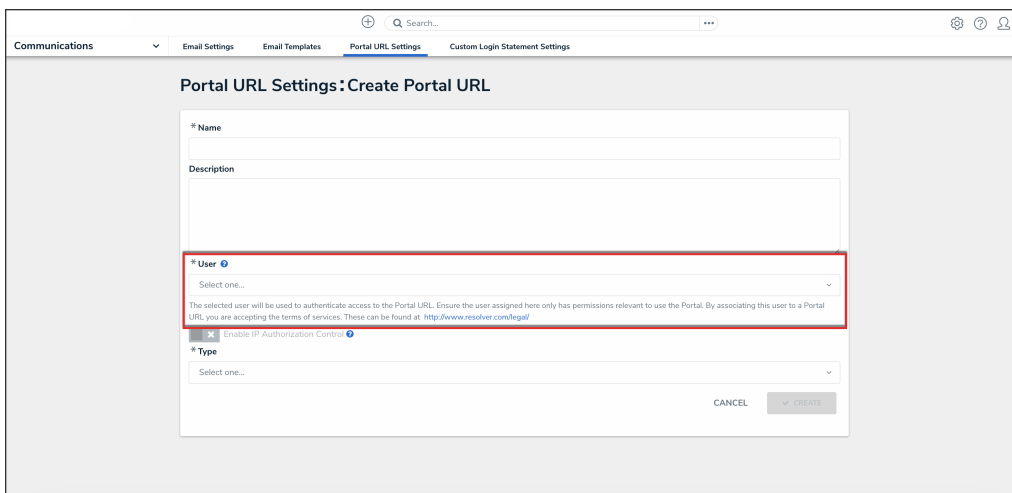 Search...
Communications
Email Settings
Email Templates
Portal URL Settings
Custom Login Statement Settings
Portal URL Settings: Create Portal URL
* Name
Description
* User
Select one...
The selected user will be used to authenticate access to the Portal URL. Ensure the user assigned here only has permissions relevant to use the Portal. By associating this user to a Portal
URL you are accepting the terms of services. These can be found at http://www.resolver.com/legal/
Enable IP Authorization Control
* Type
Select one...
CANCEL
CREATE